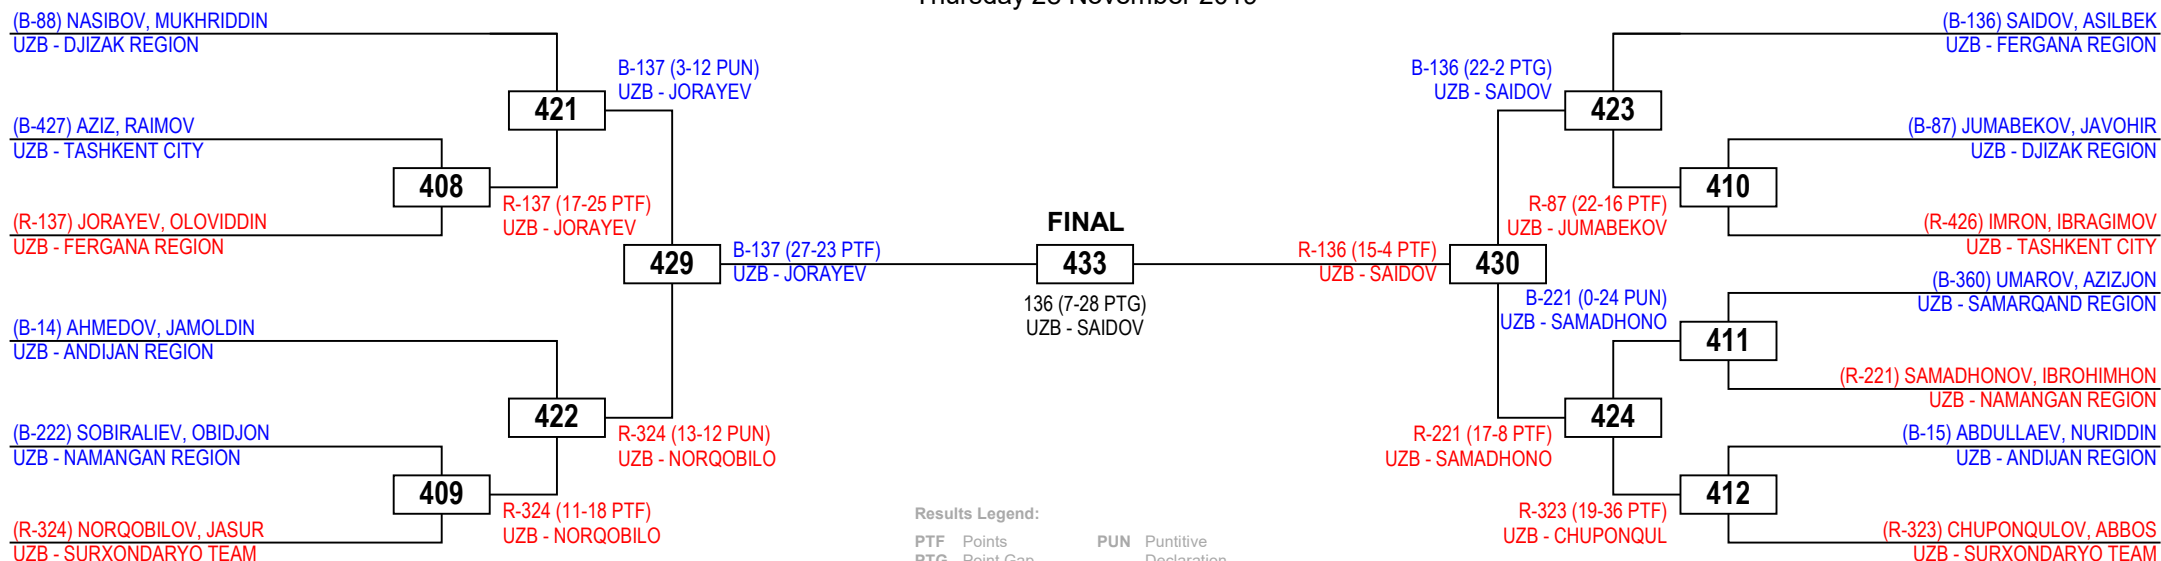 (B-88) NASIBOV, MUKHRIDDIN
UZB - DJIZAK REGION
B-137 (3-12 PUN)
UZB - JORAYEV
421
(B-427) AZIZ, RAIMOV
UZB - TASHKENT CITY
408
R-137 (17-25 PTF)
UZB - JORAYEV
(R-137) JORAYEV, OLOVIDDIN
UZB - FERGANA REGION
429
B-137 (27-23 PTF)
UZB - JORAYEV
(B-14) AHMEDOV, JAMOLDIN
UZB - ANDIJAN REGION
422
(B-222) SOBIRALIEV, OBIDJON
UZB - NAMANGAN REGION
R-324 (13-12 PUN)
UZB - NORQOBILO
409
R-324 (11-18 PTF)
UZB - NORQOBILO
(R-324) NORQOBILOV, JASUR
UZB - SURXONDARYO TEAM
FINAL
433
136 (7-28 PTG)
UZB - SAIDOV
(B-136) SAIDOV, ASILBEK
UZB - FERGANA REGION
B-136 (22-2 PTG)
UZB - SAIDOV
423
(B-87) JUMABEKOV, JAVOHIR
UZB - DJIZAK REGION
410
R-87 (22-16 PTF)
UZB - JUMABEKOV
(R-426) IMRON, IBRAGIMOV
UZB - TASHKENT CITY
R-136 (15-4 PTF)
UZB - SAIDOV
430
(B-360) UMAROV, AZIZJON
UZB - SAMARQAND REGION
B-221 (0-24 PUN)
UZB - SAMADHONO
411
(R-221) SAMADHONOV, IBROHIMHON
UZB - NAMANGAN REGION
424
R-221 (17-8 PTF)
UZB - SAMADHONO
(B-15) ABDULLAEV, NURIDDIN
UZB - ANDIJAN REGION
412
R-323 (19-36 PTF)
UZB - CHUPONQUL
(R-323) CHUPONQULOV, ABBOS
UZB - SURXONDARYO TEAM
Results Legend:
PTF Points PUN Puntitive
PTG Point Gap Declaration